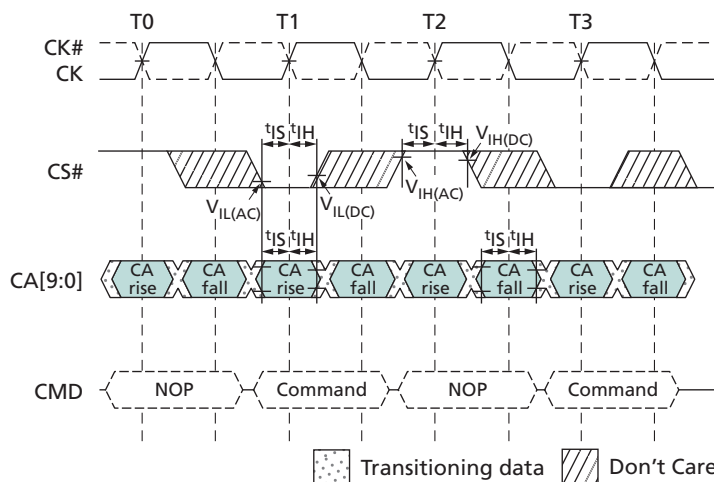 T0 T1 T2 T3
CK#
CK
tIS tIH tIS tIH
VIH(DC)
CS#
VIL(AC) VIL(DC) VIH(AC)
tIS tIH tIS tIH
CA[9:0]
CA rise CA fall CA rise CA fall CA rise CA fall CA rise CA fall
CMD NOP Command NOP Command
Transitioning data Don't Care